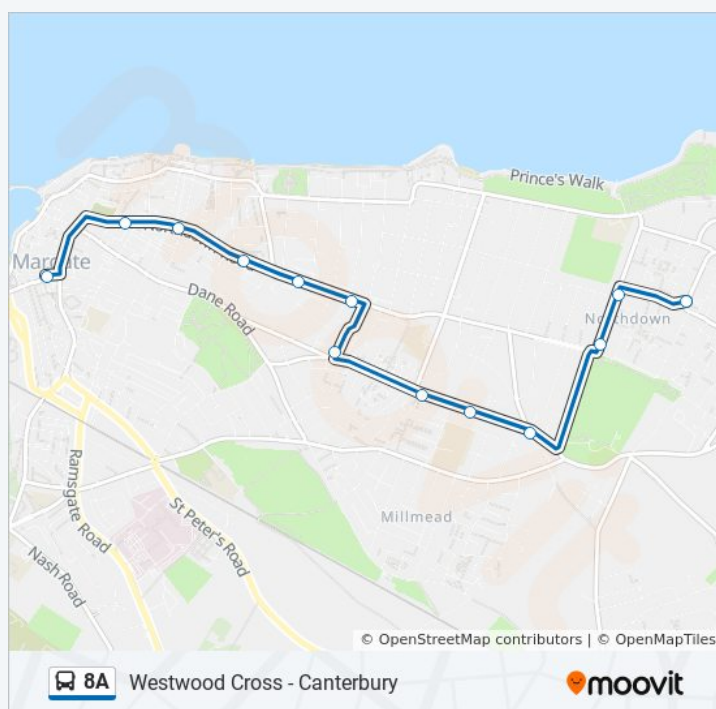 Prince's Walk
Margate
Dane Road
Northdown
Ramsgate Road
St Peter's Road
Millmead
Nash Road
© OpenStreetMap contributors | © OpenMapTiles
8A
Westwood Cross - Canterbury
moovit